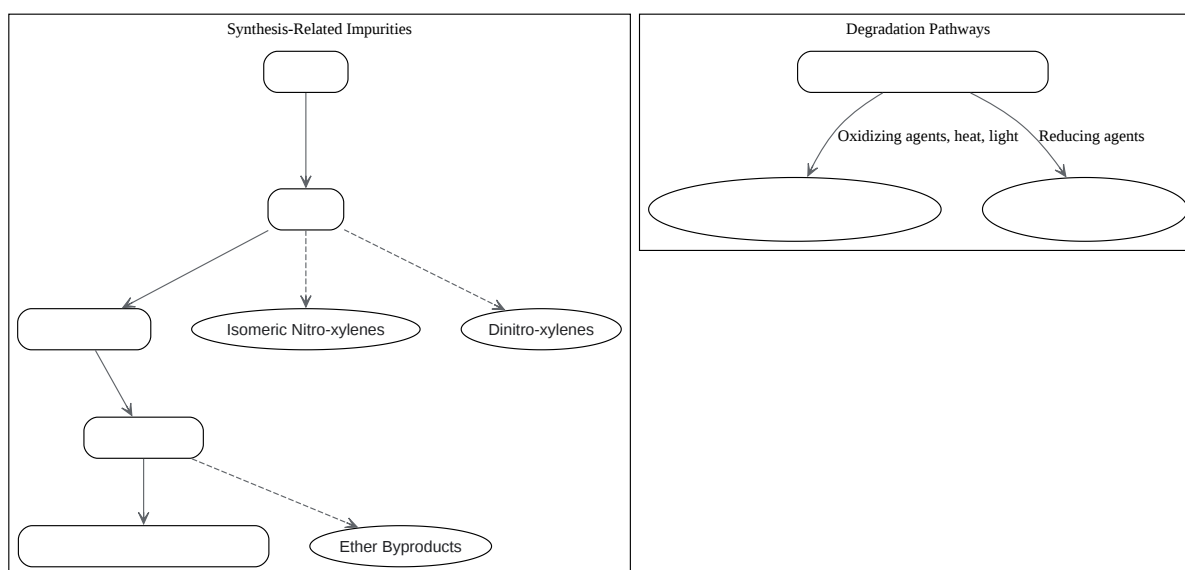 Synthesis-Related Impurities
Isomeric Nitro-xylenes
Dinitro-xylenes
Ether Byproducts
Degradation Pathways
Oxidizing agents, heat, light
Reducing agents